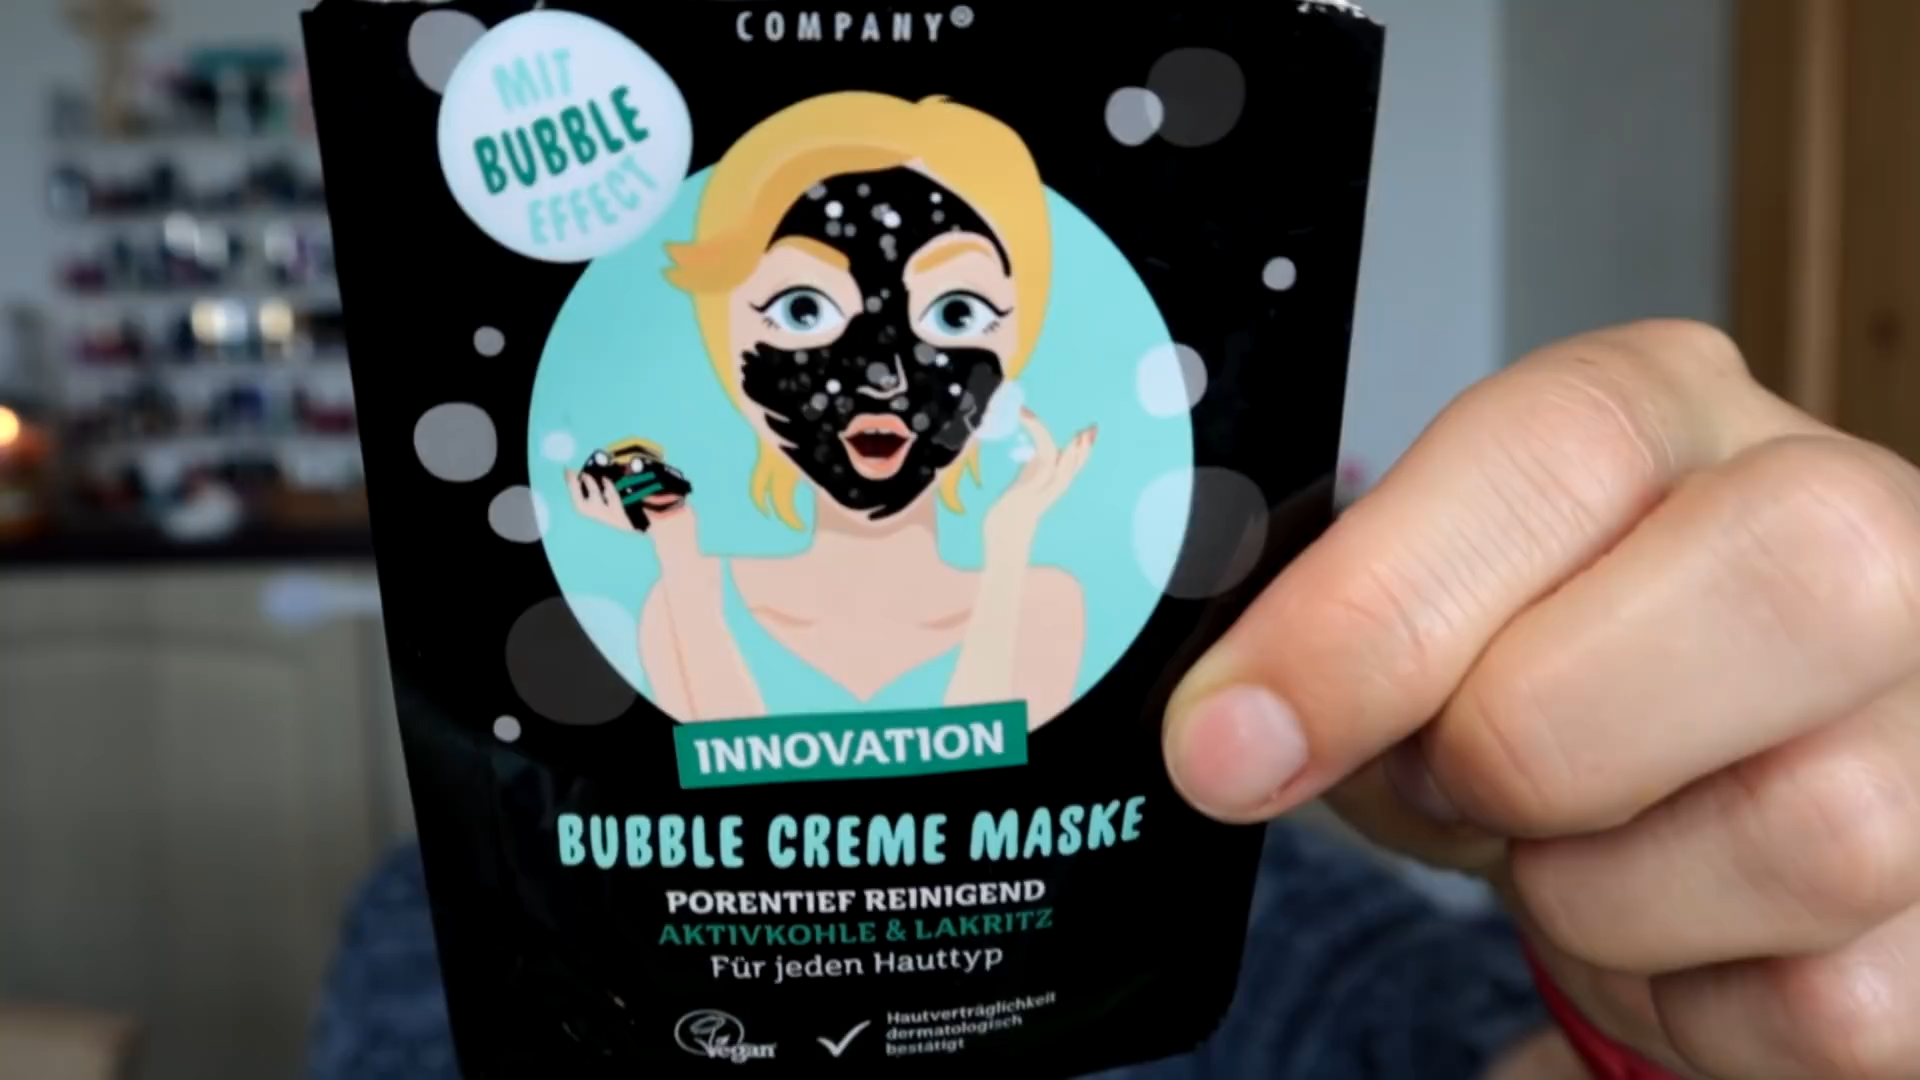 COMPANY®
MIT
BUBBLE
EFFECT
INNOVATION
BUBBLE CREME MASKE
PORENTIEF REINIGEND
AKTIVKOHLE & LAKRITZ
Für jeden Hauttyp
vegan
Hautverträglichkeit
dermatologisch
bestätigt